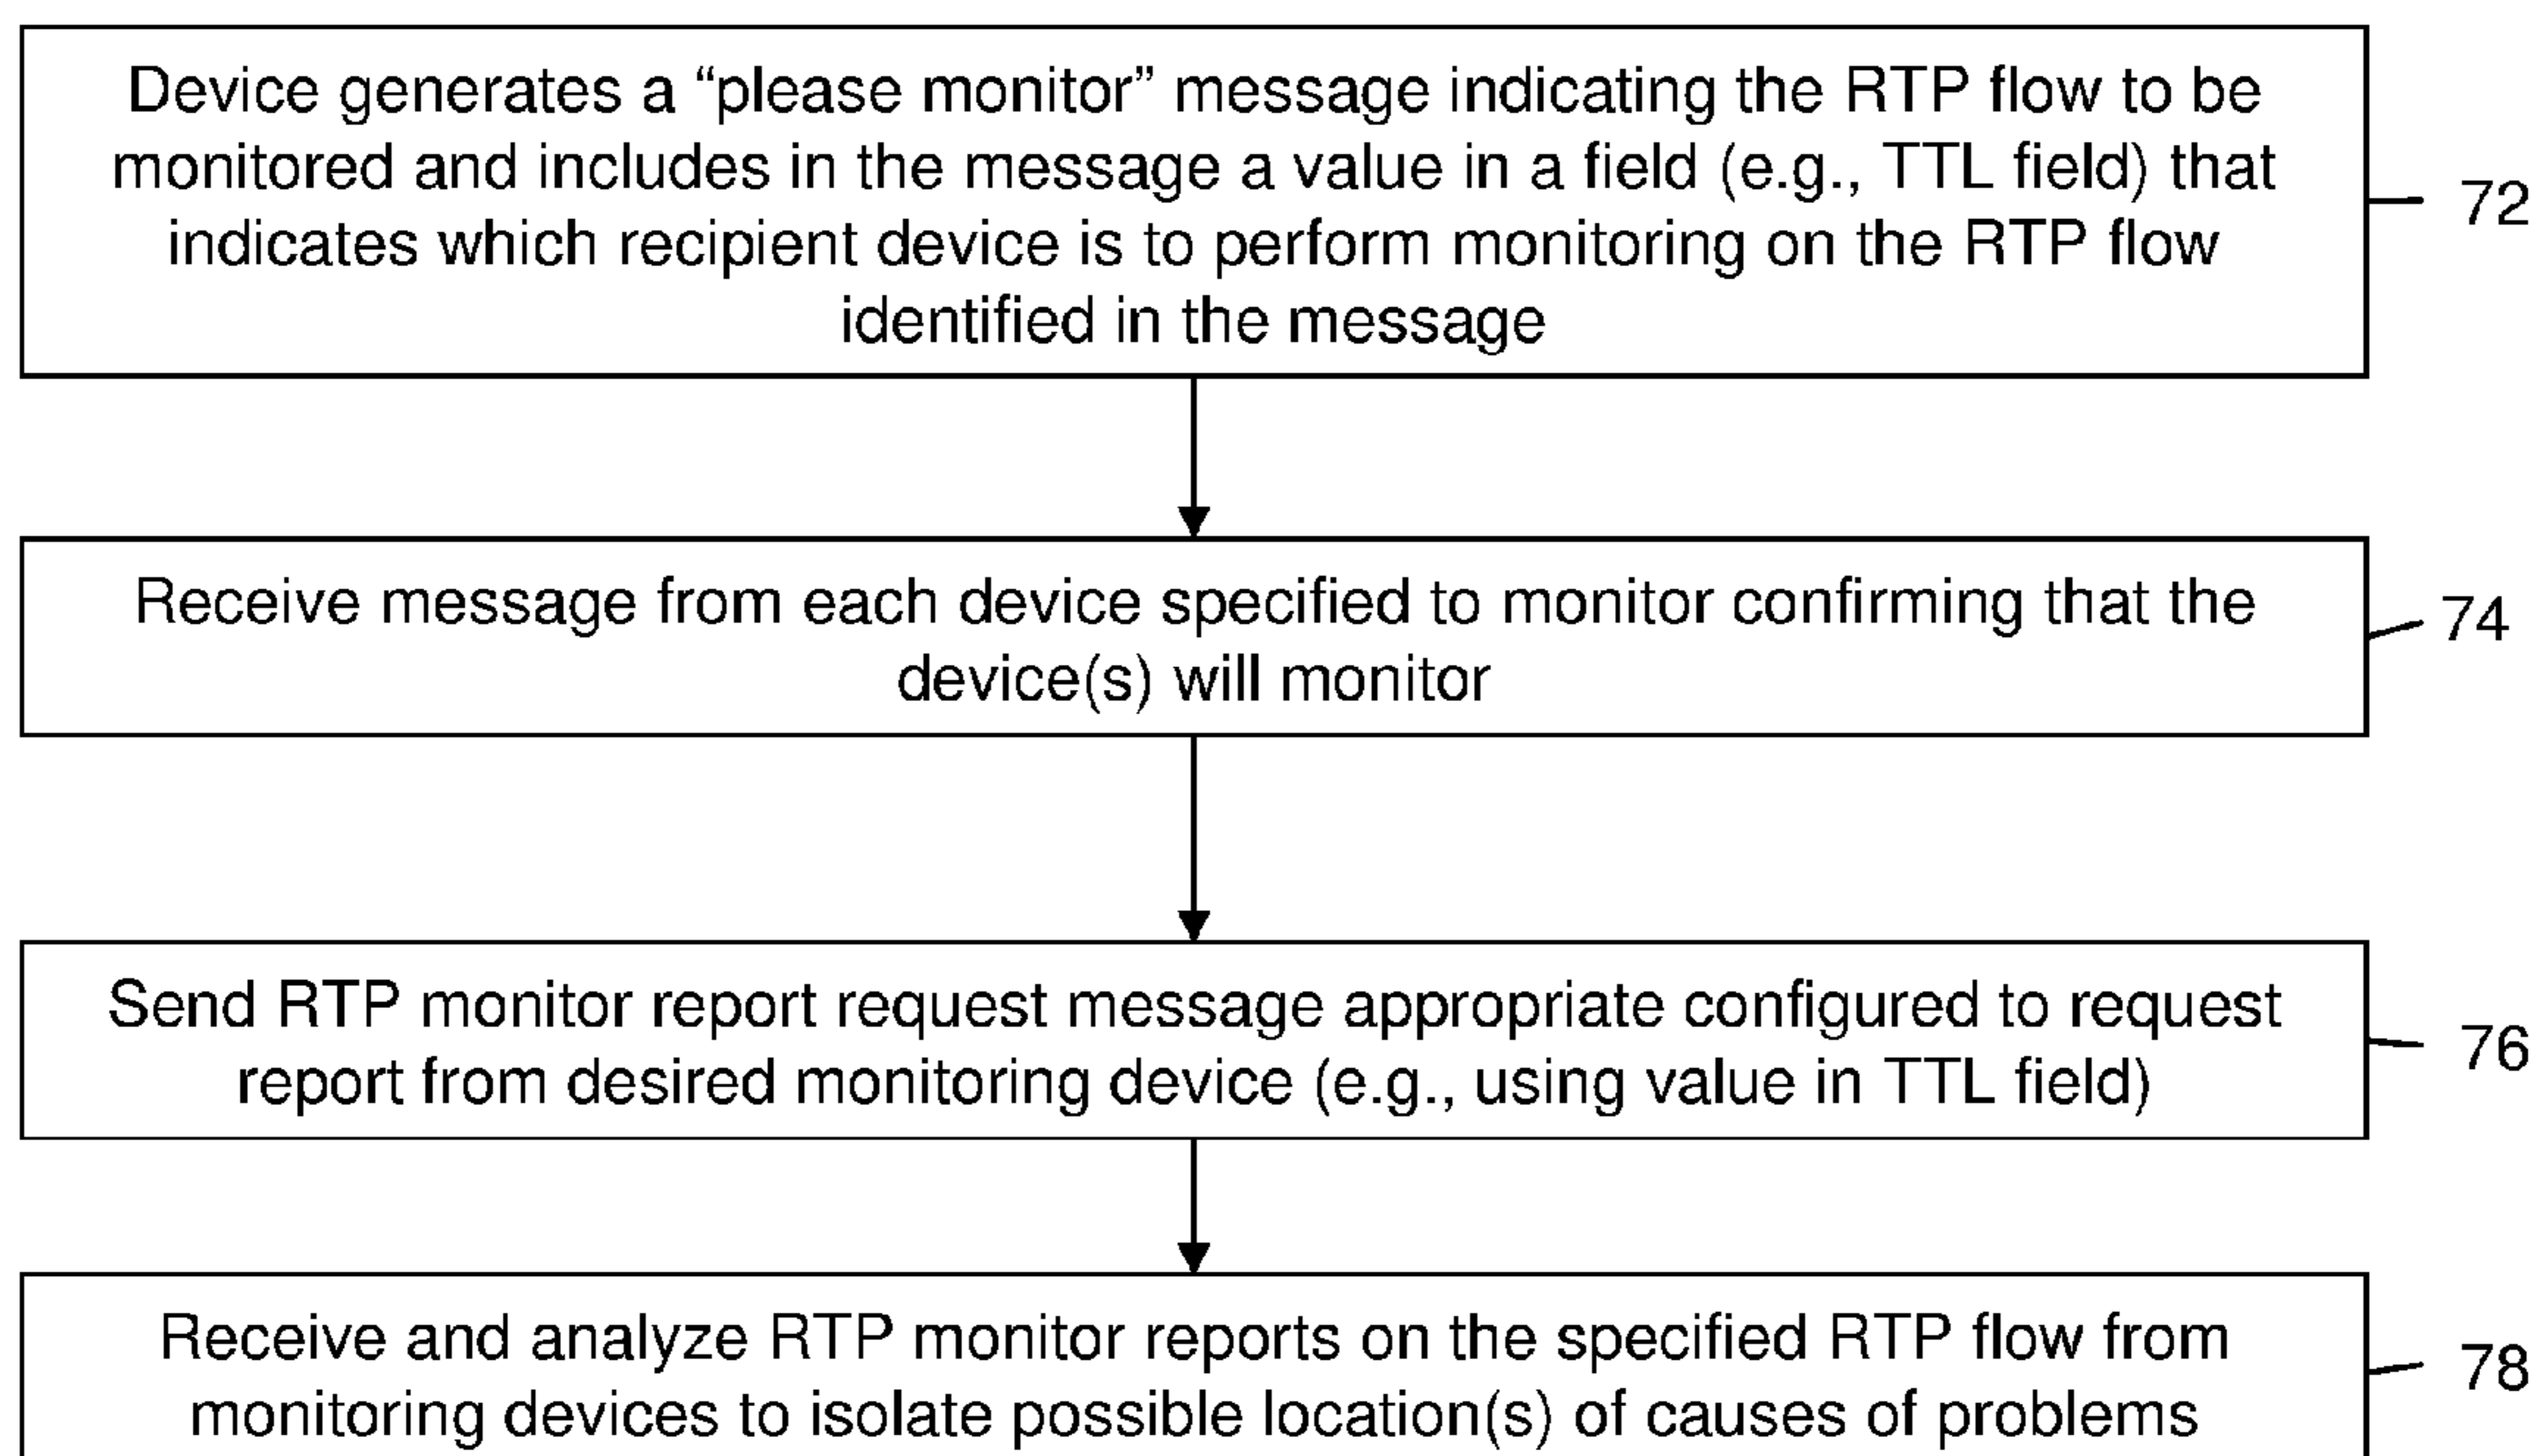 Device generates a “please monitor” message indicating the RTP flow to be
monitored and includes in the message a value in a field (e.g., TTL field) that
indicates which recipient device is to perform monitoring on the RTP flow
identified in the message
72
Receive message from each device specified to monitor confirming that the
device(s) will monitor
74
Send RTP monitor report request message appropriate configured to request
report from desired monitoring device (e.g., using value in TTL field)
76
Receive and analyze RTP monitor reports on the specified RTP flow from
monitoring devices to isolate possible location(s) of causes of problems
78